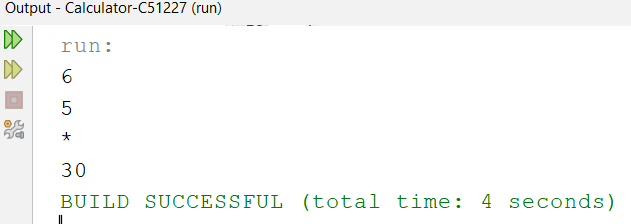 Output - Calculator-C51227 (run)
run:
6
5
*
30
BUILD SUCCESSFUL (total time: 4 seconds)